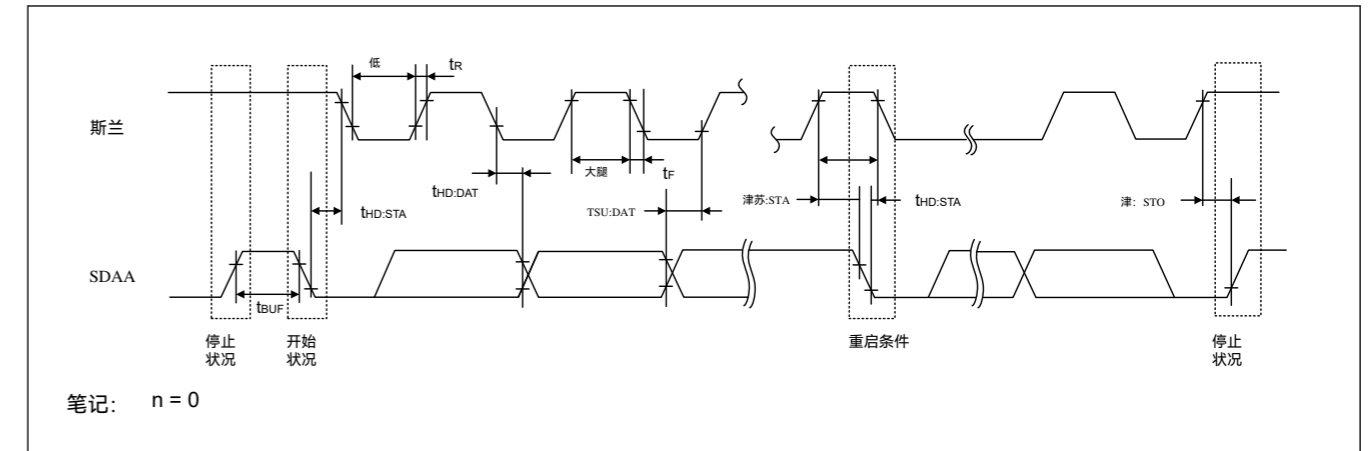 低
tR
斯兰
大腿
tF
tHD:DAT
tHD:STA
TSU:DAT
津苏:STA
tHD:STA
津：STO
SDAA
tBUF
停止
状况
开始
状况
重启条件
停止
状况
笔记： n = 0